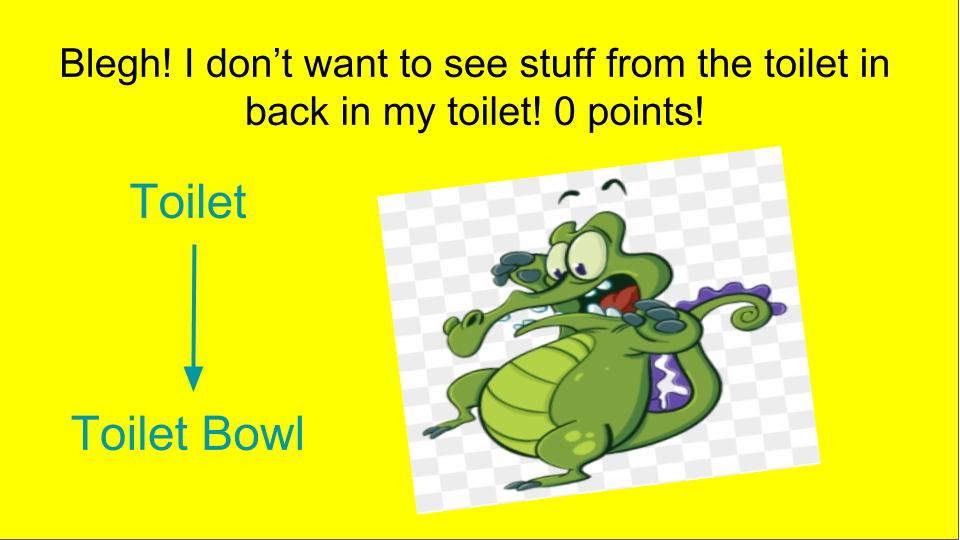 Blegh! I don’t want to see stuff from the toilet in
back in my toilet! 0 points!
Toilet
Toilet Bowl